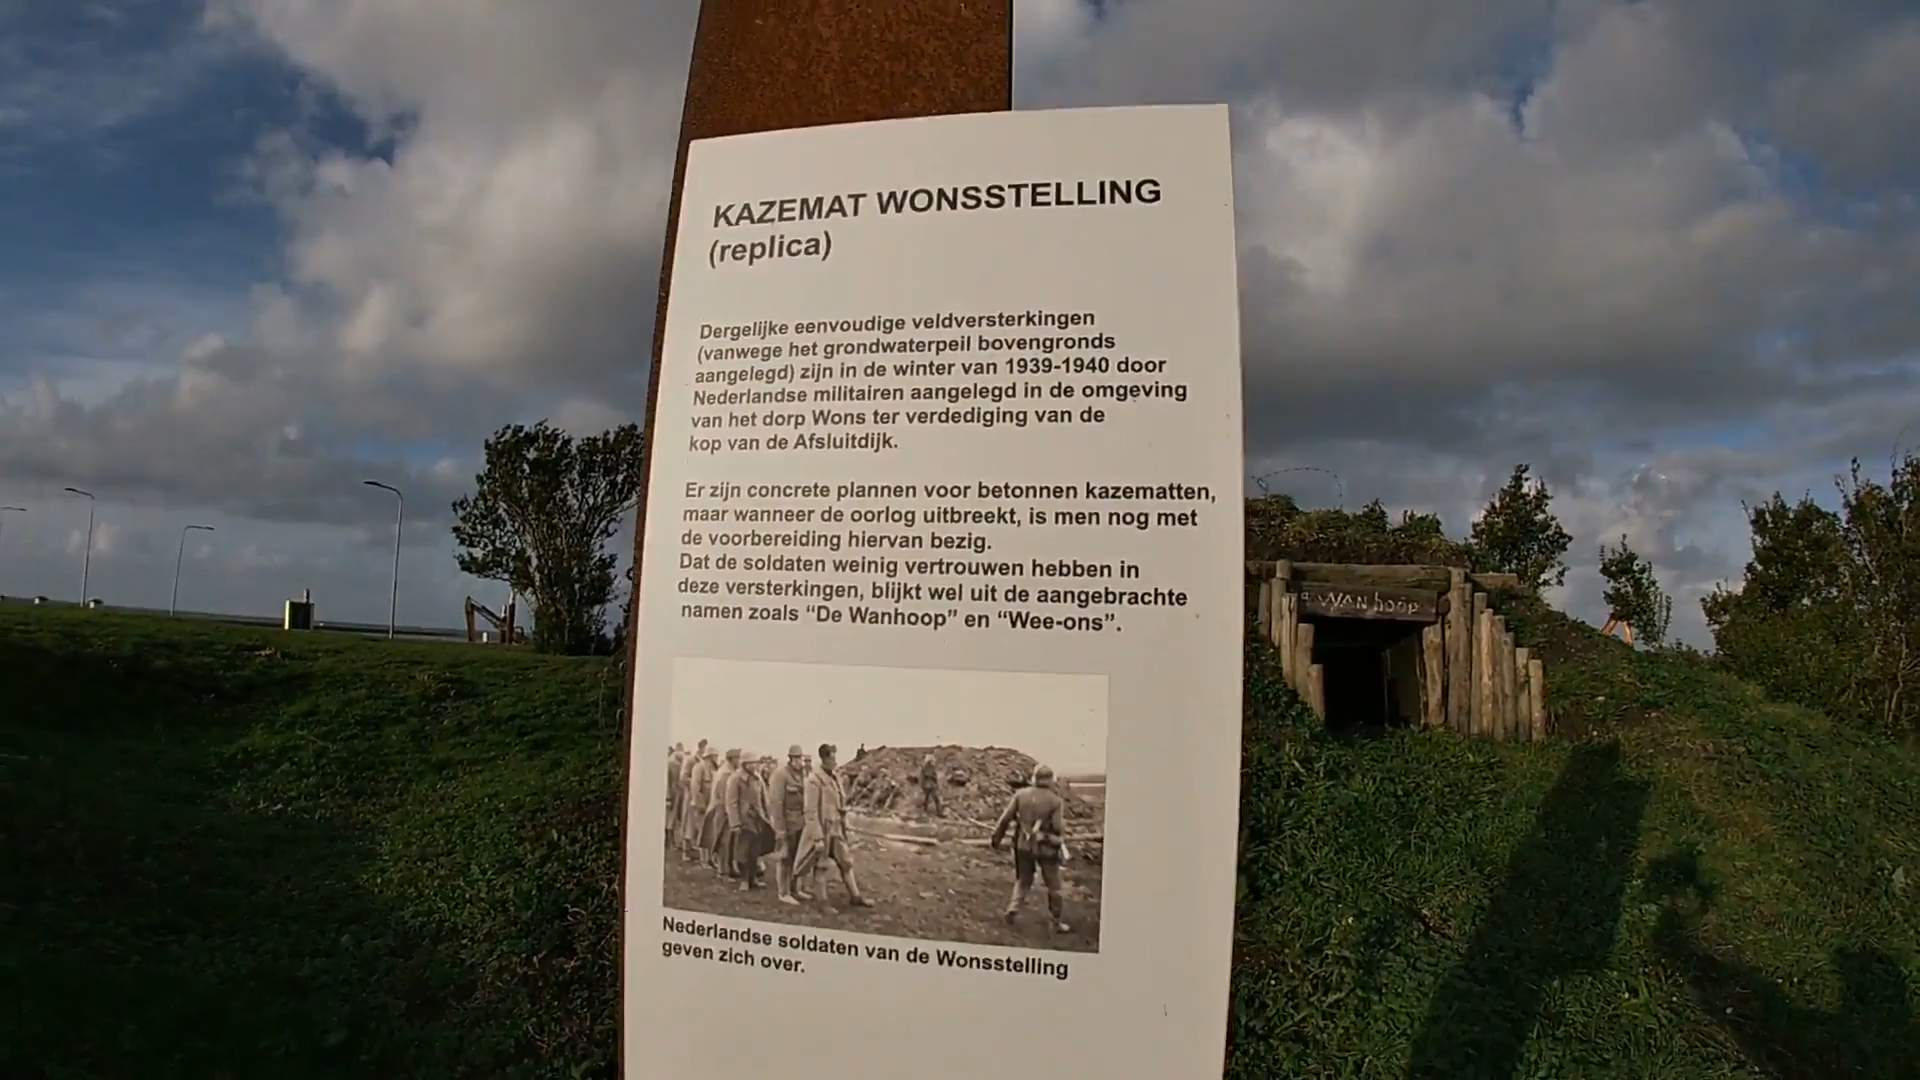 KAZEMAT WONSSTELLING
(replica)
Dergelijke eenvoudige veldversterkingen
(vanwege het grondwaterpeil bovengronds
aangelegd) zijn in de winter van 1939-1940 door
Nederlandse militairen aangelegd in de omgeving
van het dorp Wons ter verdediging van de
kop van de Afsluitdijk.
Er zijn concrete plannen voor betonnen kazematten,
maar wanneer de oorlog uitbreekt, is men nog met
de voorbereiding hiervan bezig.
Dat de soldaten weinig vertrouwen hebben in
deze versterkingen, blijkt wel uit de aangebrachte
namen zoals “De Wanhoop” en “Wee-ons”.
Nederlandse soldaten van de Wonsstelling
geven zich over.
WANhoop